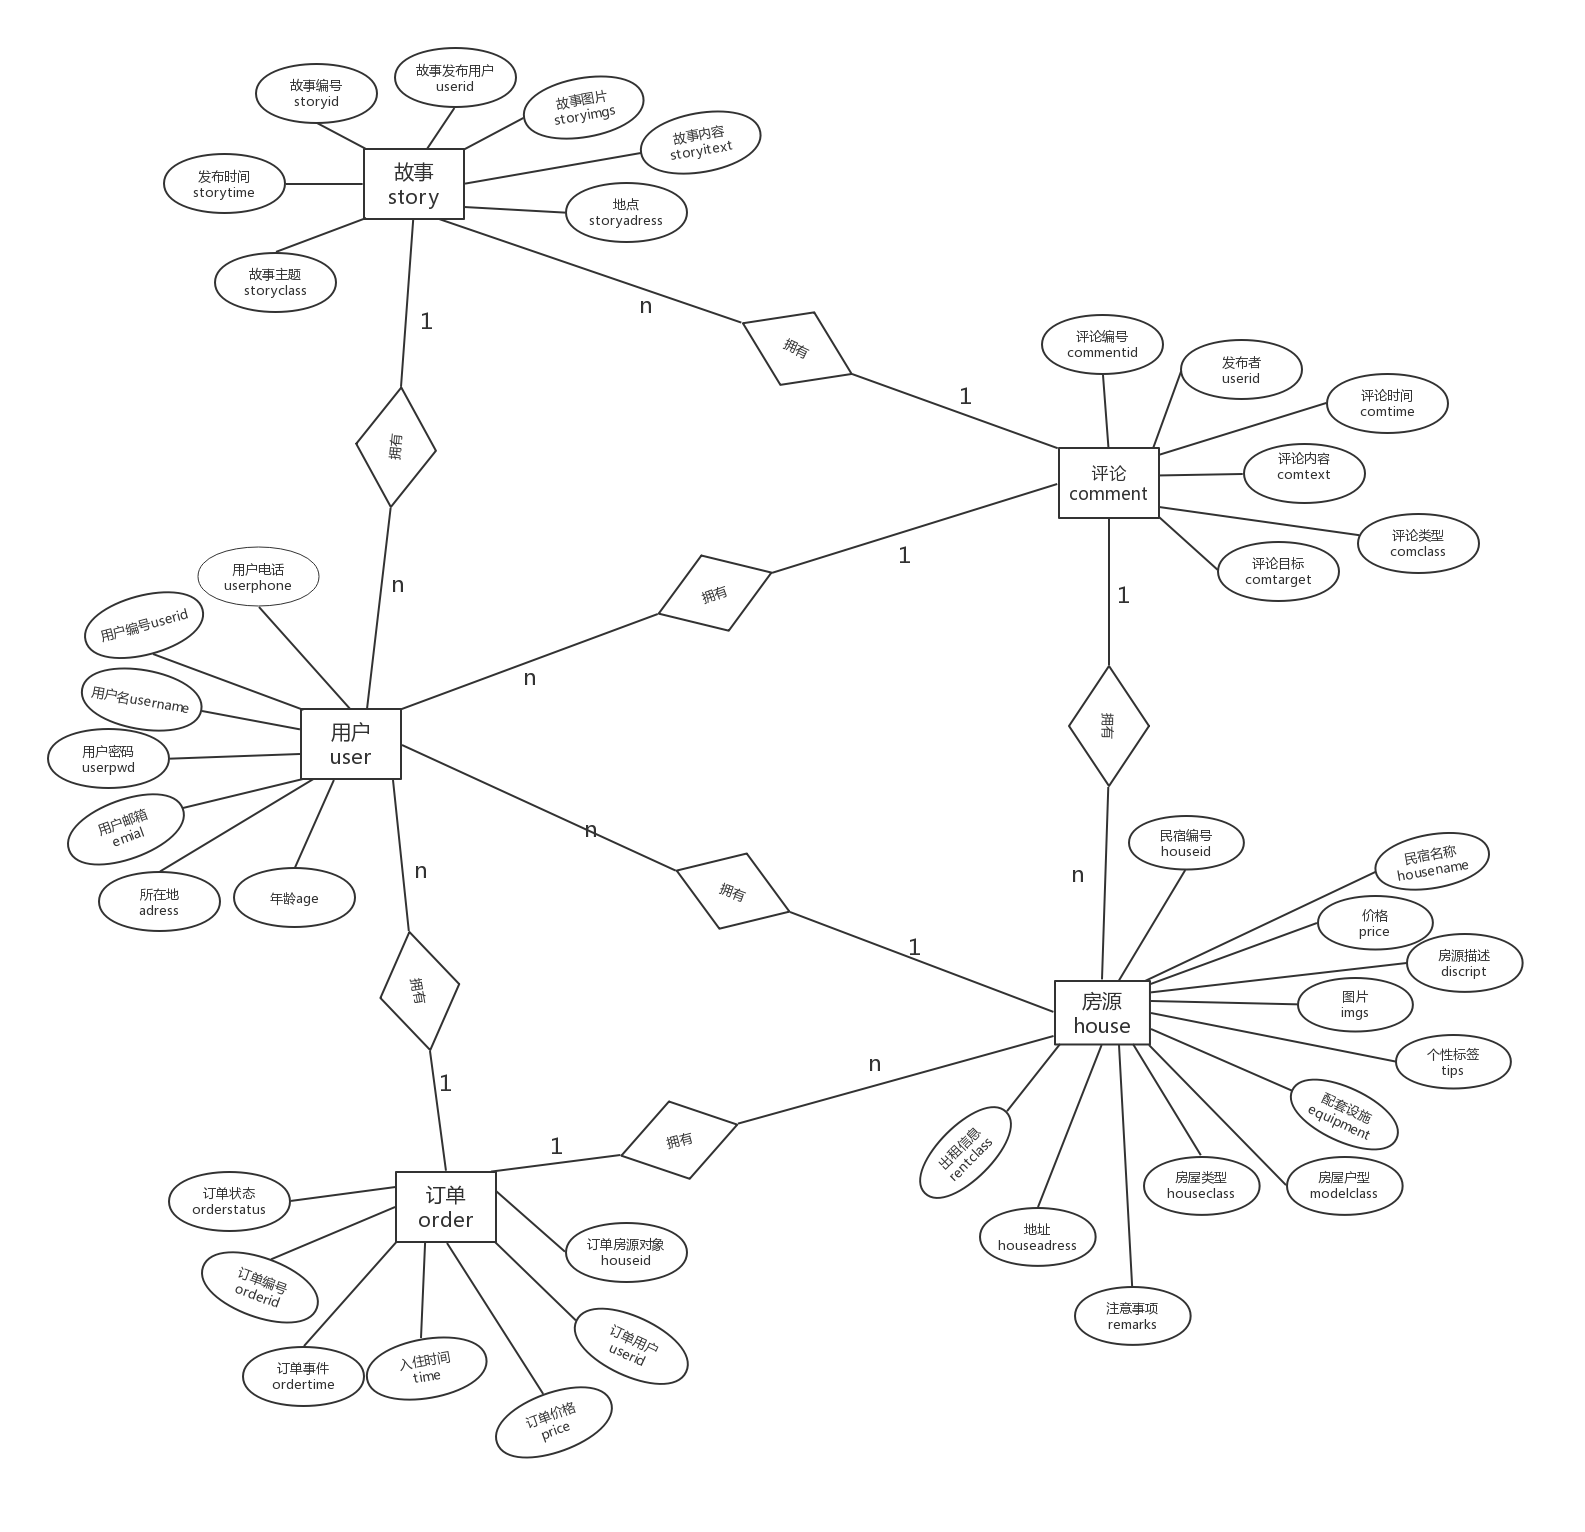 故事编号
storyid
故事发布用户
userid
故事图片
storyimgs
故事内容
storyitext
发布时间
storytime
故事
story
地点
storyadress
故事主题
storyclass
1
n
拥有
1
评论编号
commentid
发布者
userid
评论时间
comtime
评论内容
comtext
评论
comment
评论类型
comclass
评论目标
comtarget
拥有
1
拥有
n
n
1
用户电话
userphone
用户编号userid
用户名username
用户密码
userpwd
用户邮箱
emial
所在地
adress
年龄age
用户
user
拥有
n
n
拥有
1
n
拥有
1
民宿编号
houseid
民宿名称
housename
价格
price
房源描述
discript
图片
imgs
个性标签
tips
配套设施
equipment
房源
house
房屋类型
houseclass
房屋户型
modelclass
出租信息
rentclass
地址
houseadress
注意事项
remarks
n
拥有
1
1
订单
order
订单状态
orderstatus
订单编号
orderid
订单事件
ordertime
入住时间
time
订单价格
price
订单用户
userid
订单房源对象
houseid